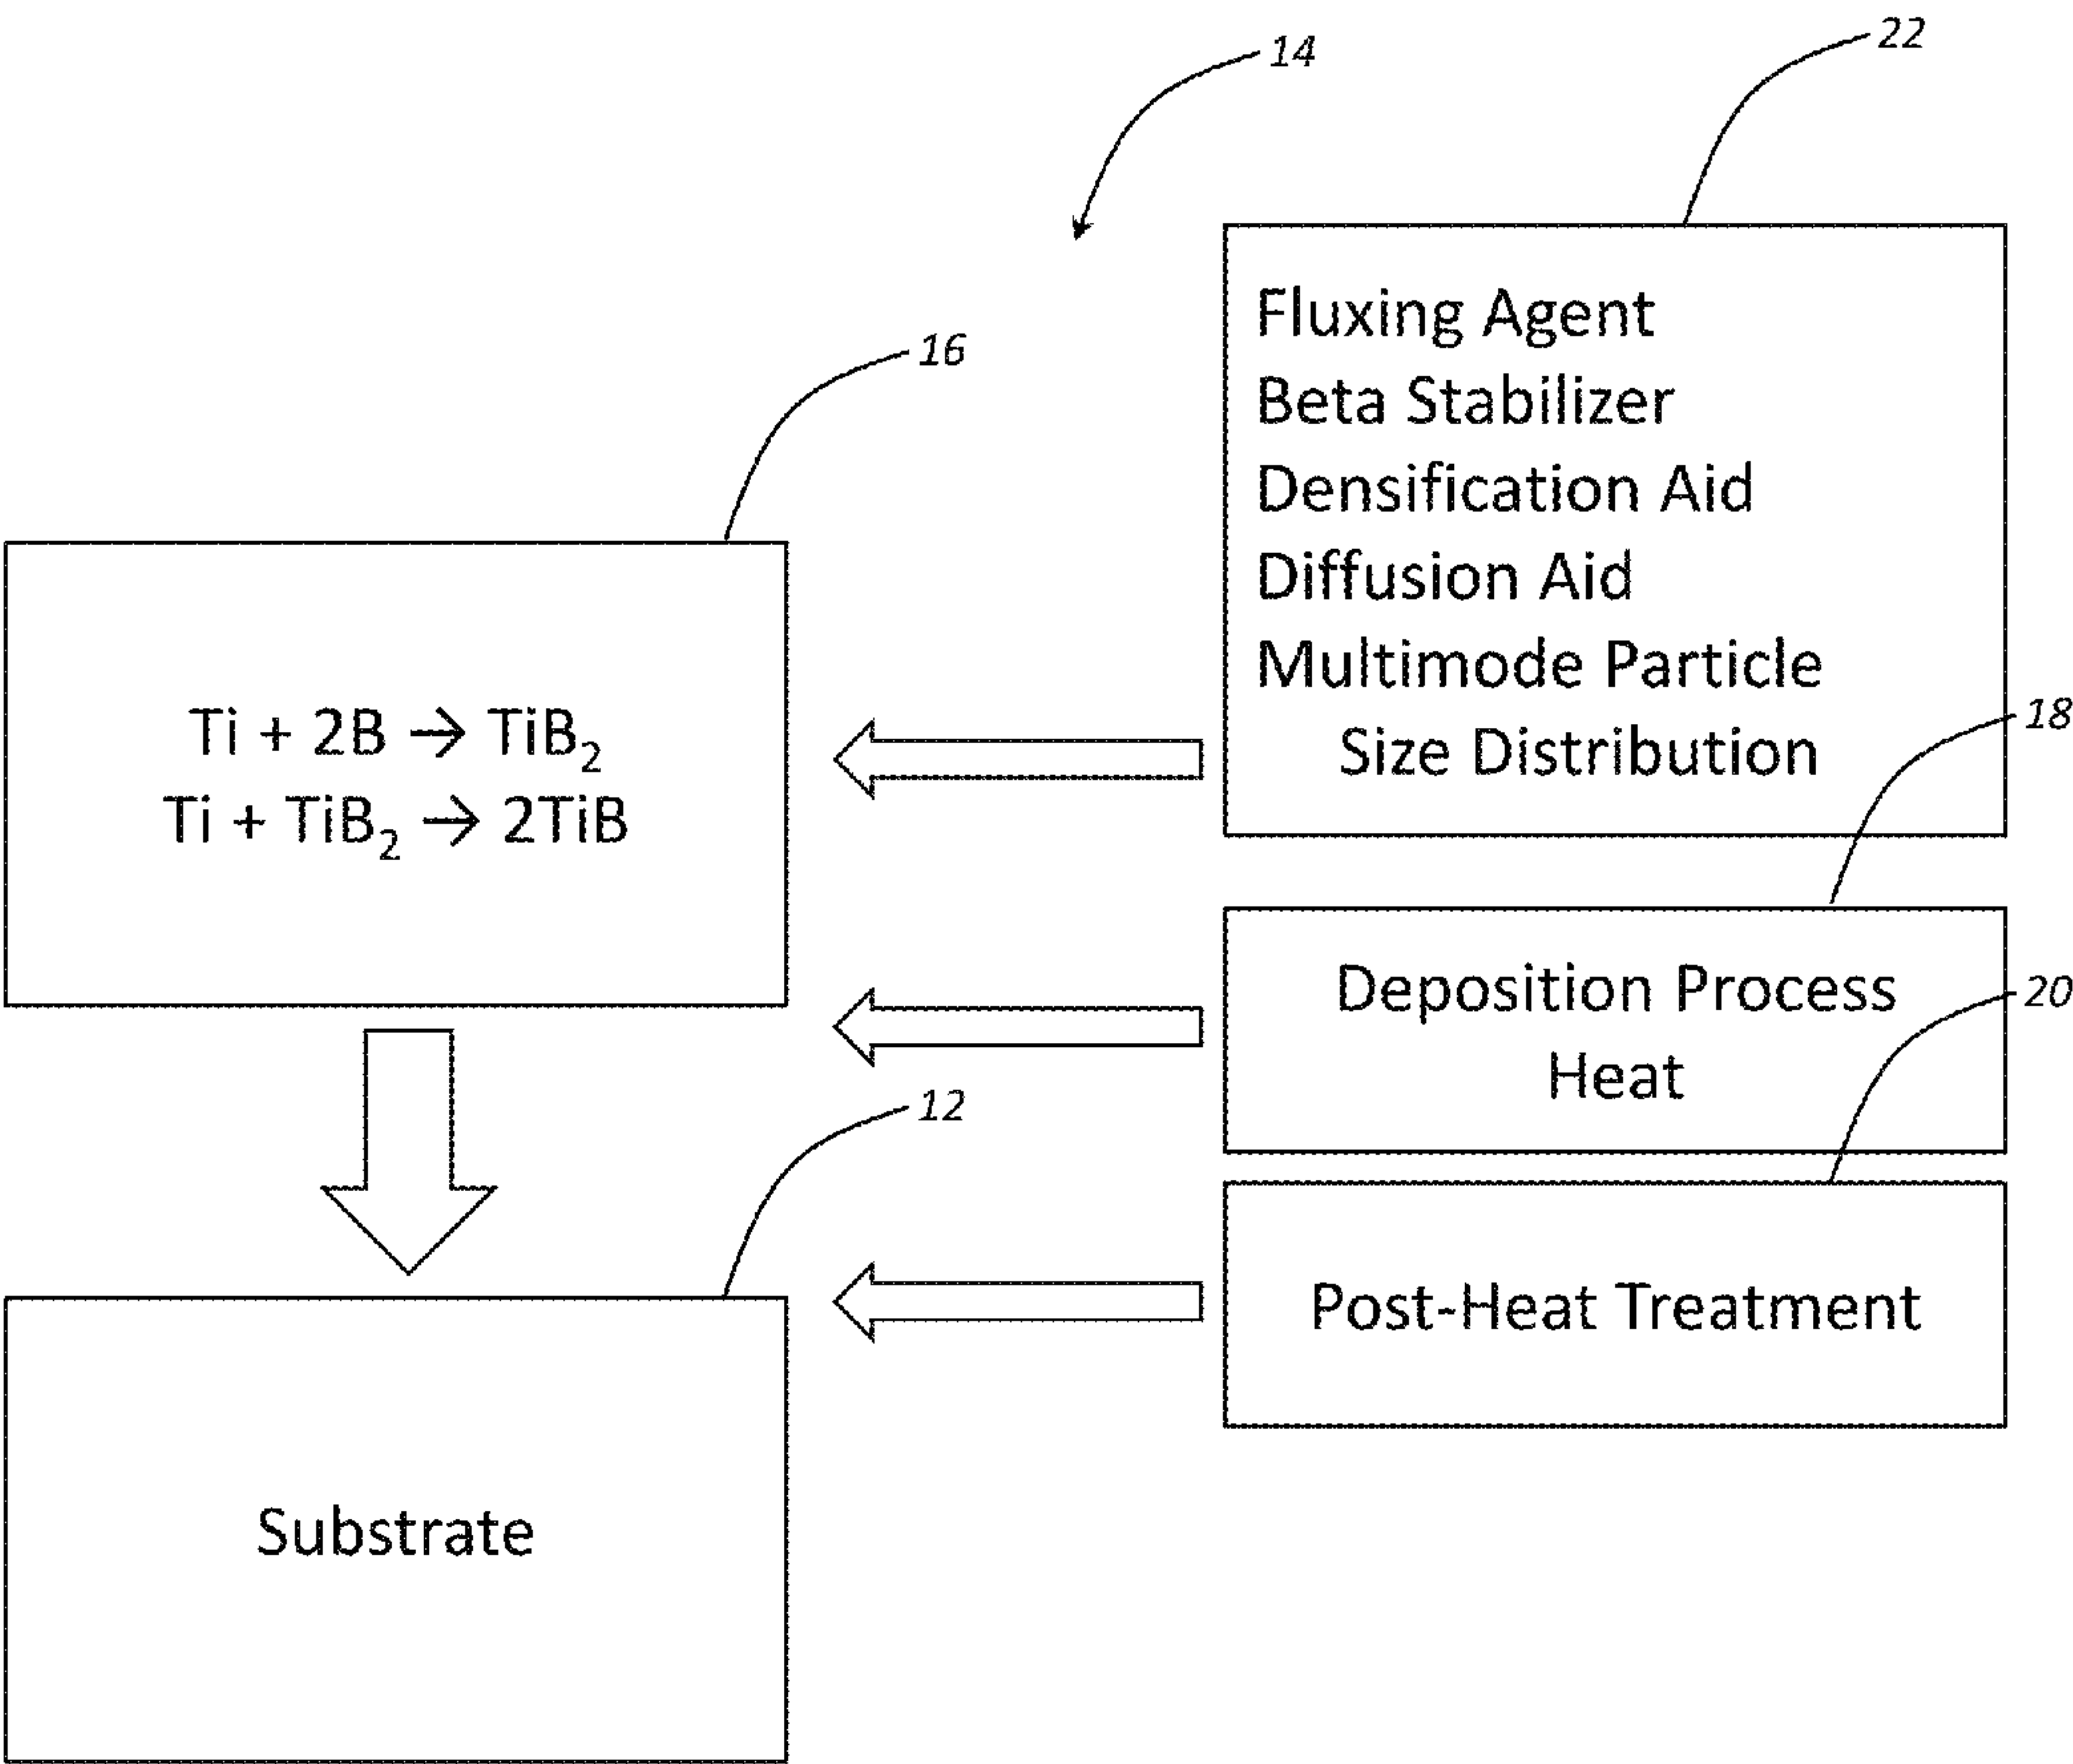 14
22
16
Fluxing Agent
Beta Stabilizer
Densification Aid
Diffusion Aid
Multimode Particle
Size Distribution
18
Ti + 2B → TiB₂
Ti + TiB₂ → 2TiB
Deposition Process
Heat
20
12
Post-Heat Treatment
Substrate